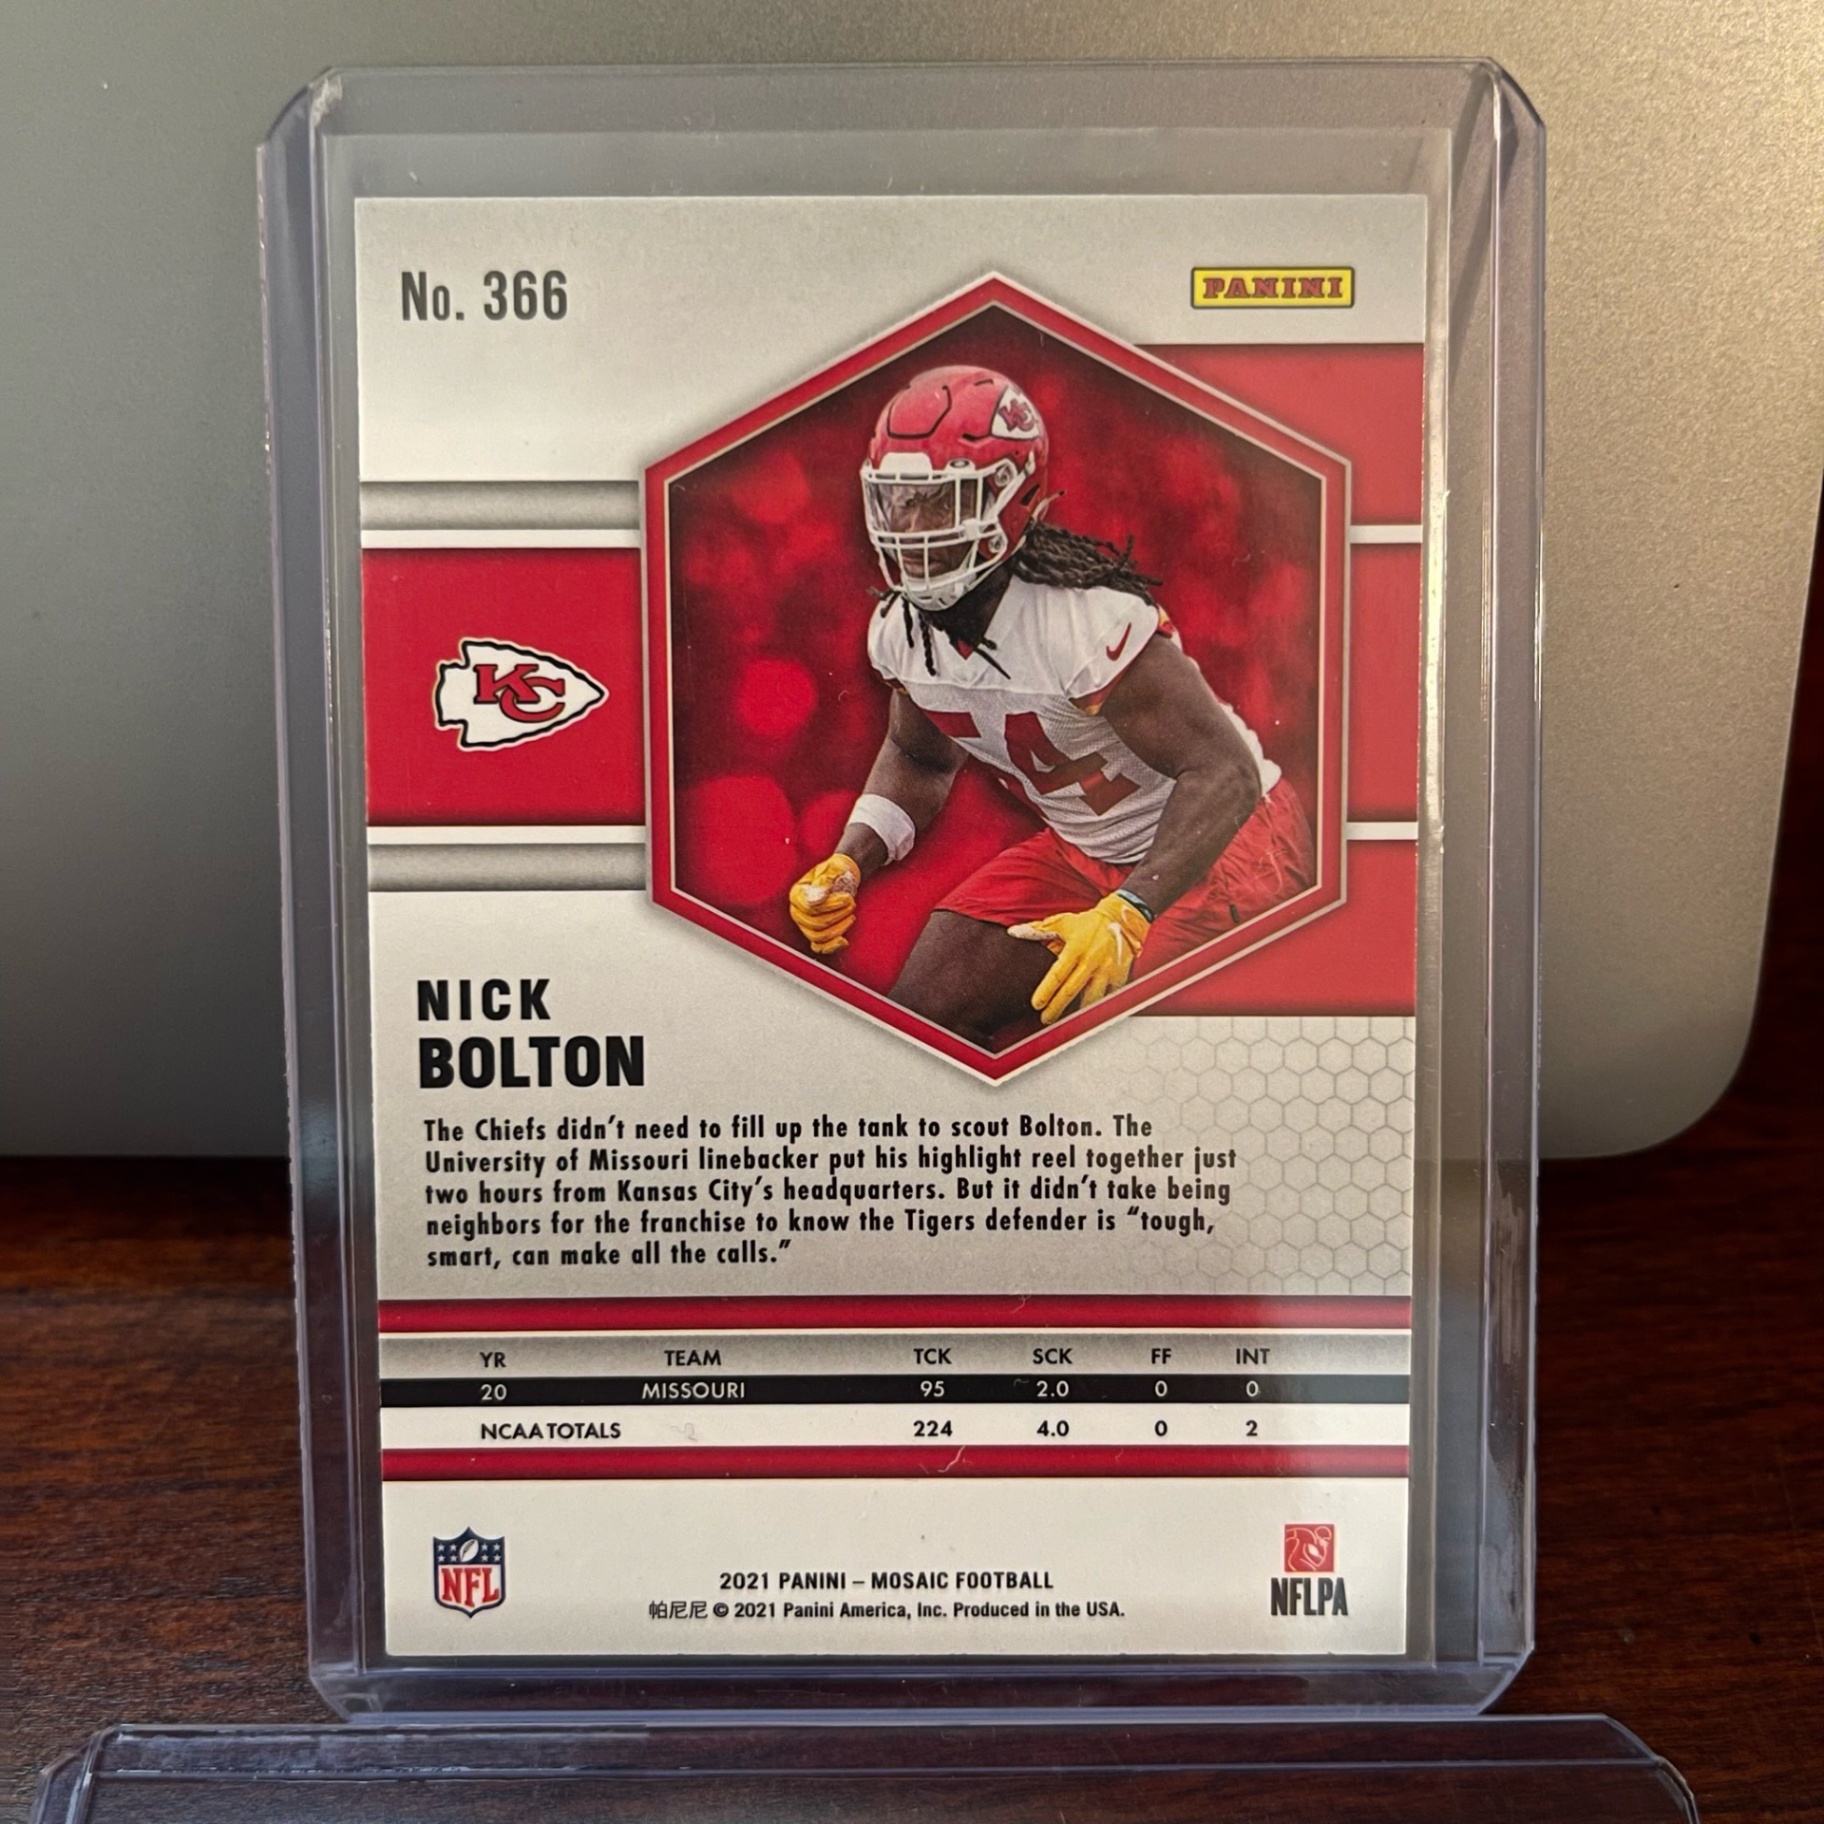 No. 366
PANINI
KC
54
KC
NICK
BOLTON
The Chiefs didn't need to fill up the tank to scout Bolton. The
University of Missouri linebacker put his highlight reel together just
two hours from Kansas City's headquarters. But it didn't take being
neighbors for the franchise to know the Tigers defender is “tough,
smart, can make all the calls.”
YR TEAM TCK SCK FF INT
20 MISSOURI 95 2.0 0 0
NCAA TOTALS 224 4.0 0 2
NFL
2021 PANINI – MOSAIC FOOTBALL
帕尼尼 © 2021 Panini America, Inc. Produced in the USA.
NFLPA